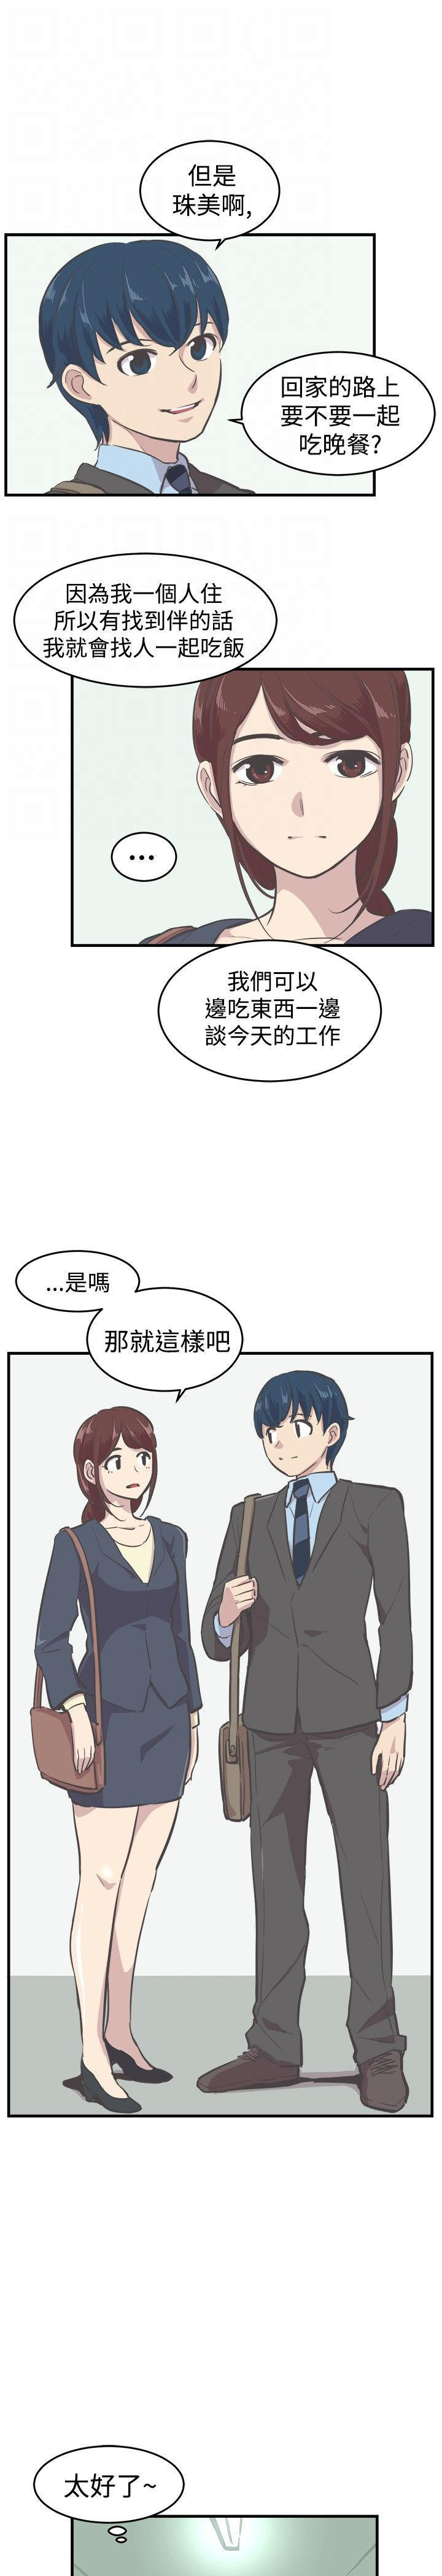 但是
珠美啊,
回家的路上
要不要一起
吃晚餐?
因為我一個人住
所以有找到伴的話
我就會找人一起吃飯
...
我們可以
邊吃東西一邊
談今天的工作
...是嗎
那就這樣吧
太好了~